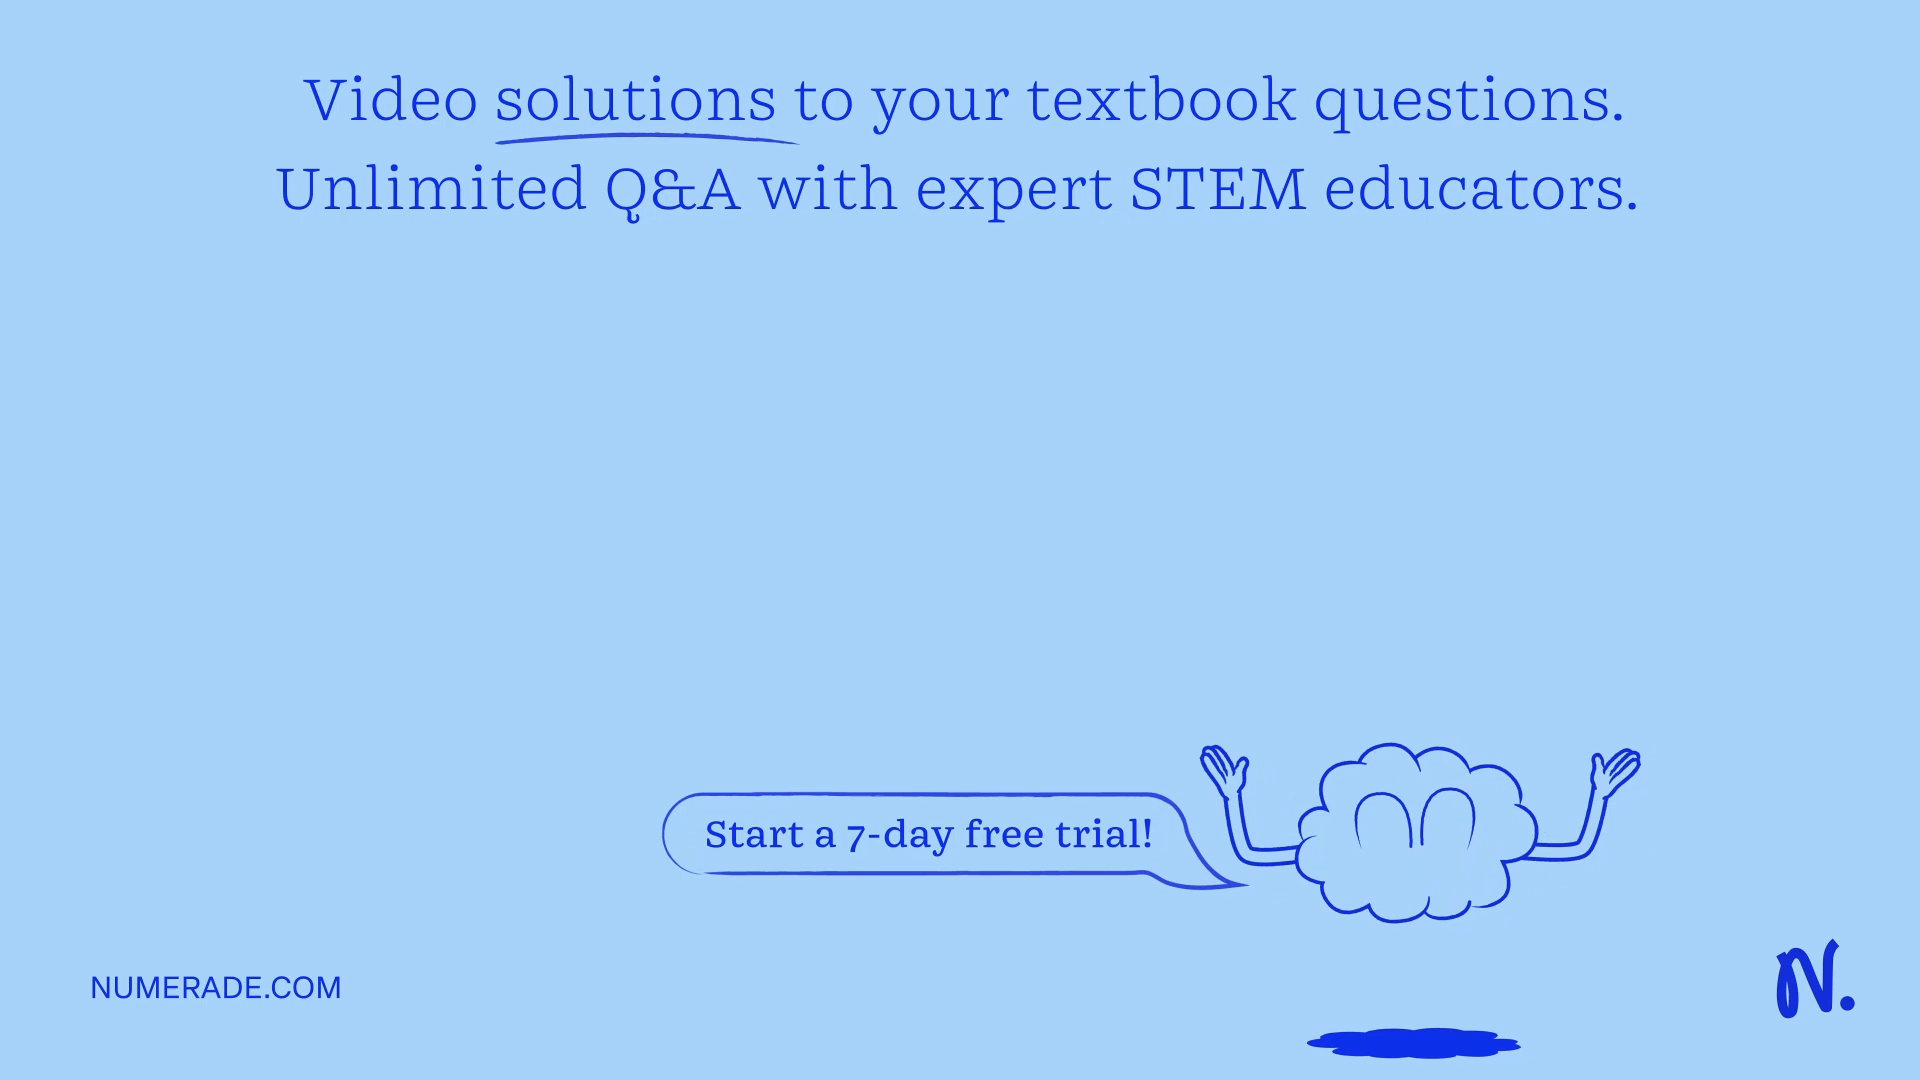 Video solutions to your textbook questions.
Unlimited Q&A with expert STEM educators.
Start a 7-day free trial!
NUMERADE.COM
N.